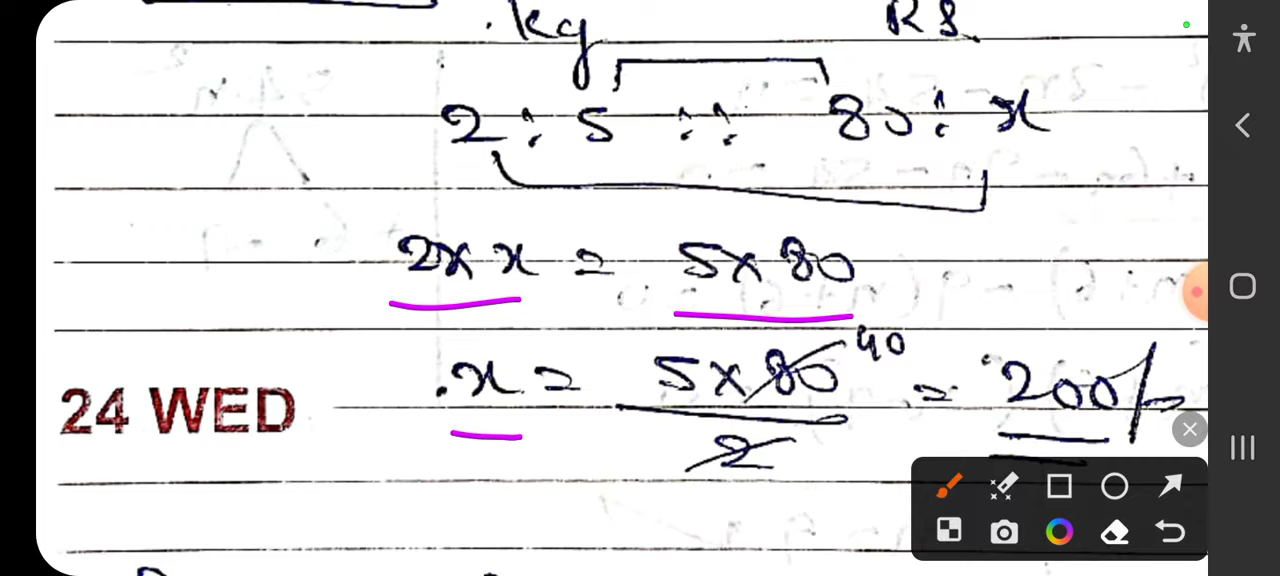 .kg RS.
2 : 5 :: 80 : x
2 x x = 5 x 80
.x = 5 x 80 40 = 200/-
2
24 WED